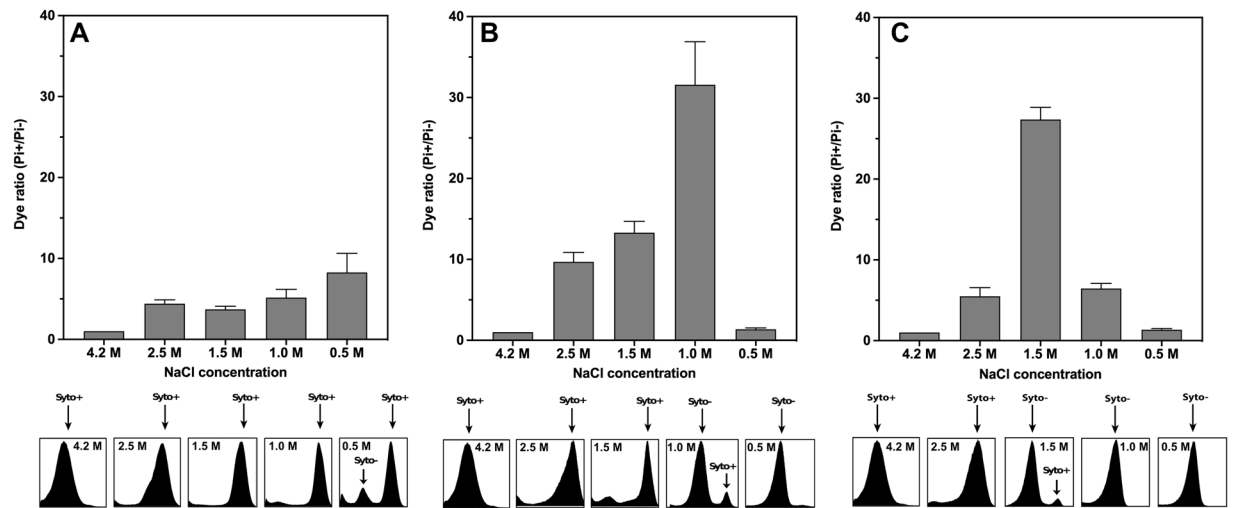 A
40
30
20
10
0
Dye ratio (Pi+/Pi-)
4.2 M 2.5 M 1.5 M 1.0 M 0.5 M
NaCl concentration
Syto+ Syto+ Syto+ Syto+ Syto+
4.2 M 2.5 M 1.5 M 1.0 M 0.5 M
Syto-
B
40
30
20
10
0
Dye ratio (Pi+/Pi-)
4.2 M 2.5 M 1.5 M 1.0 M 0.5 M
NaCl concentration
Syto+ Syto+ Syto+ Syto- Syto-
4.2 M 2.5 M 1.5 M 1.0 M 0.5 M
Syto+
C
40
30
20
10
0
Dye ratio (Pi+/Pi-)
4.2 M 2.5 M 1.5 M 1.0 M 0.5 M
NaCl concentration
Syto+ Syto+ Syto- Syto- Syto-
4.2 M 2.5 M 1.5 M 1.0 M 0.5 M
Syto+